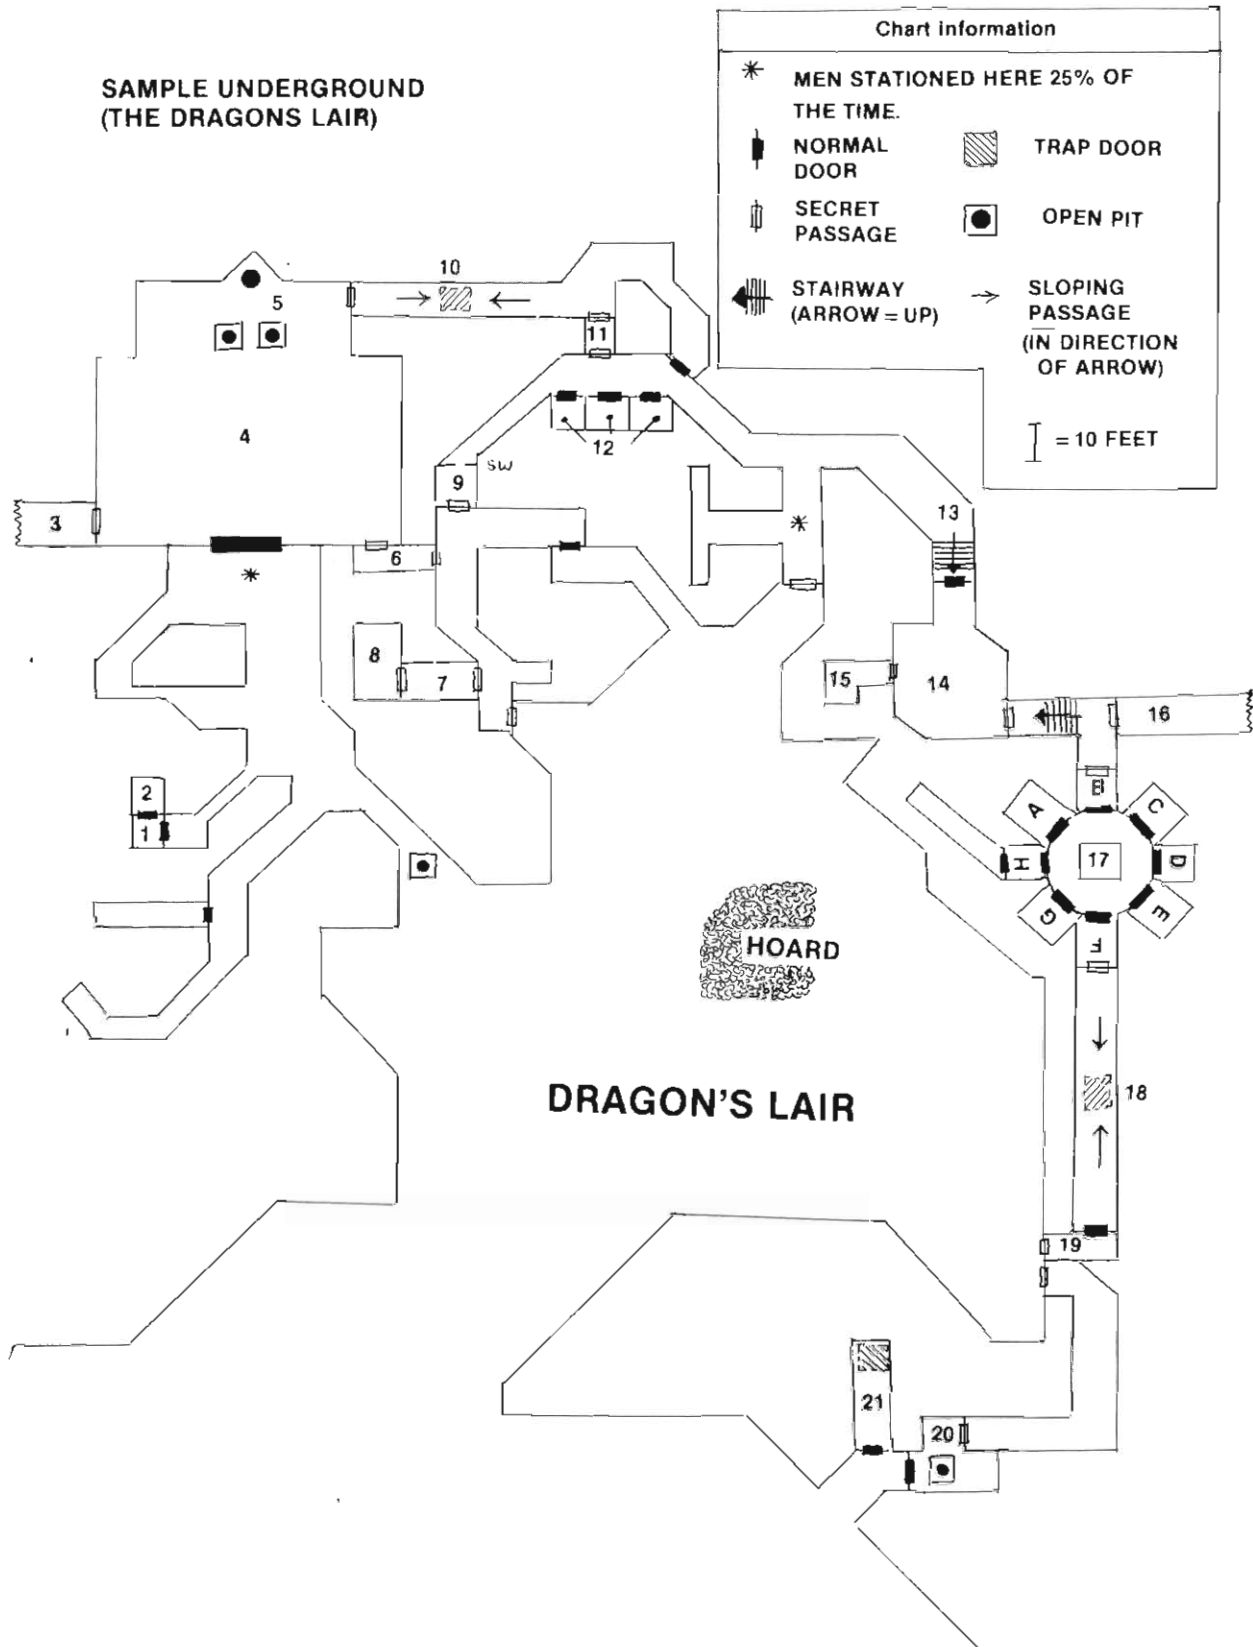 Chart information
SAMPLE UNDERGROUND
(THE DRAGONS LAIR)
MEN STATIONED HERE 25% OF
THE TIME.
NORMAL
DOOR
TRAP DOOR
SECRET
PASSAGE
OPEN PIT
STAIRWAY
(ARROW = UP)
SLOPING
PASSAGE
(IN DIRECTION
OF ARROW)
= 10 FEET
10
5
11
4
12
SW
9
3
13
6
8
7
15
14
16
2
1
B
A
C
H
17
D
G
E
F
HOARD
DRAGON'S LAIR
18
19
21
20